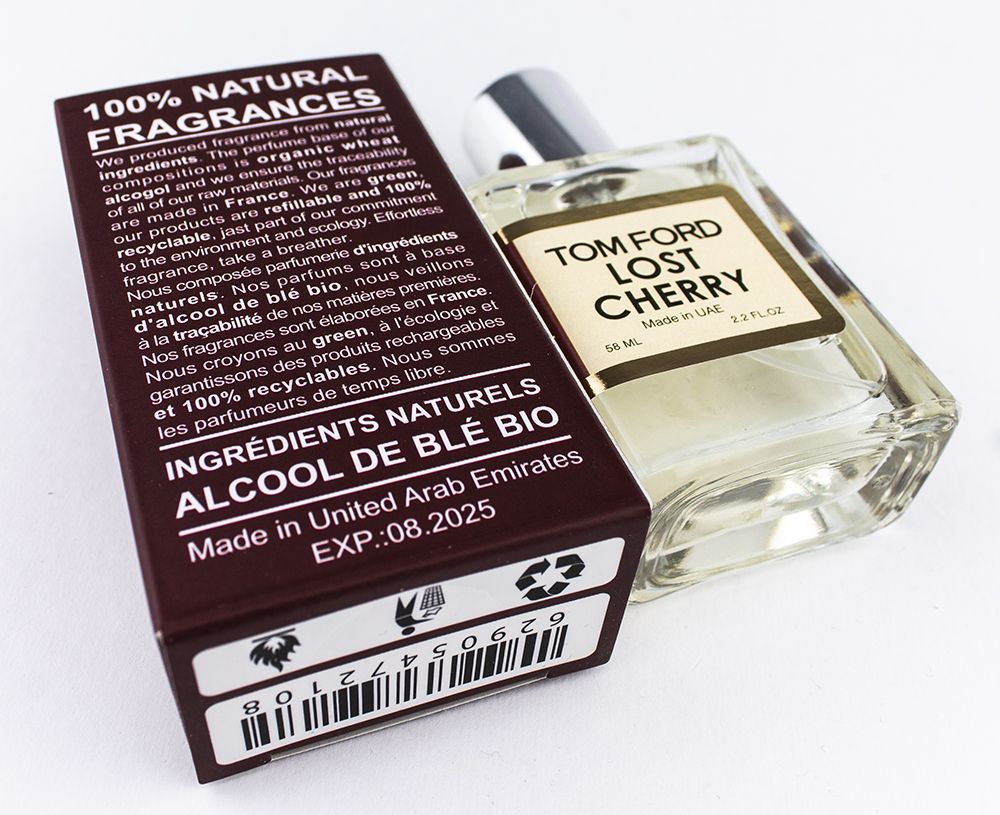 100% NATURAL
FRAGRANCES
We produced fragrance from natural
ingredients. The perfume base of our
compositions is organic wheat
alcogol and we ensure the traceability
of all of our raw materials. Our fragrances
are made in France. We are green,
our products are refillable and 100%
recyclable, jast part of our commitment
to the environment and ecology. Effortless
fragrance, take a breather.
Nous composée parfumerie d'ingrédients
naturels. Nos parfums sont à base
d'alcool de blé bio, nous veillons
à la traçabilité de nos matières premières.
Nos fragrances sont élaborées en France.
Nous croyons au green, à l'écologie et
garantissons des produits rechargeables
et 100% recyclables. Nous sommes
les parfumeurs de temps libre.
INGRÉDIENTS NATURELS
ALCOOL DE BLÉ BIO
Made in United Arab Emirates
EXP.:08.2025
62905472108
TOM FORD
LOST
CHERRY
Made in UAE
58 ML 2.2 FL.OZ